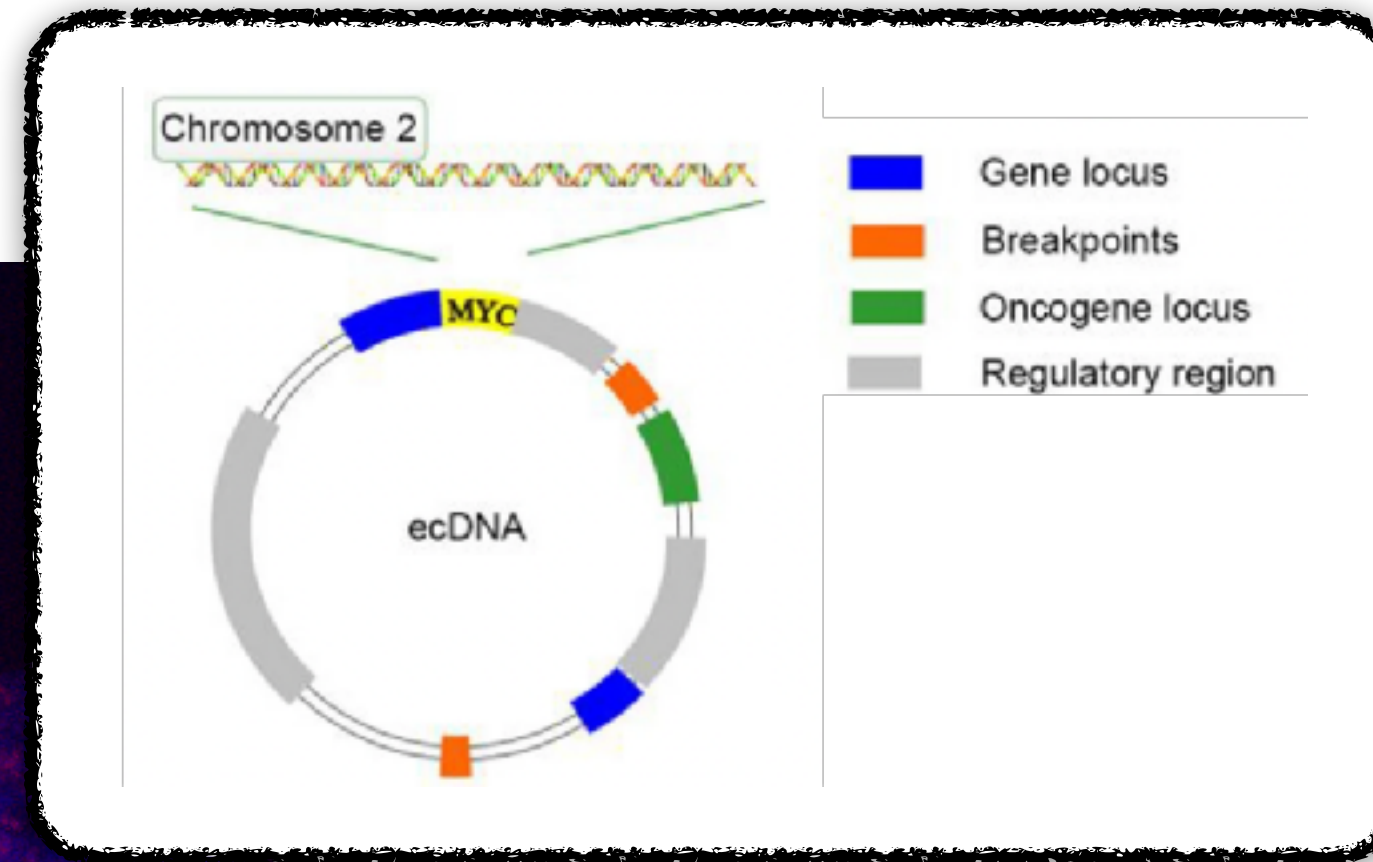 Chromosome 2
MYC
ecDNA
Gene locus
Breakpoints
Oncogene locus
Regulatory region